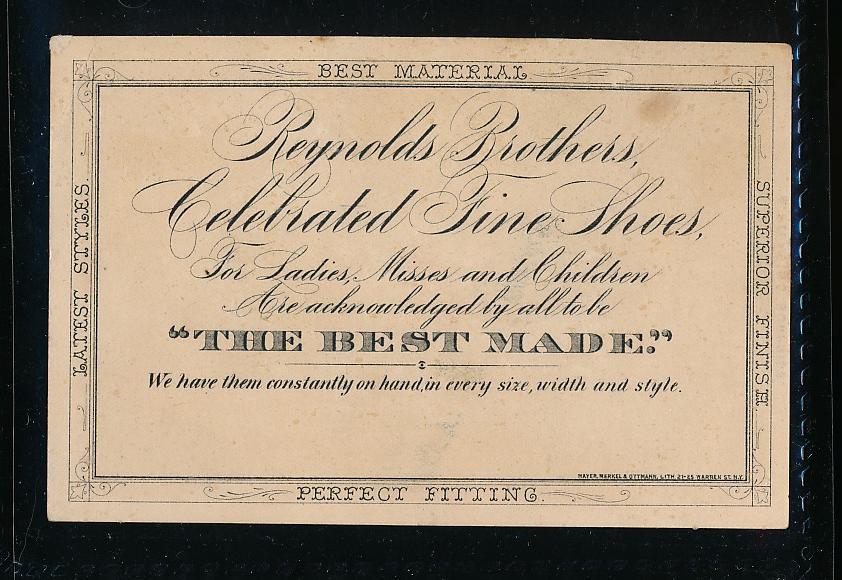 BEST MATERIAL
LATEST STYLES.
Reynolds Brothers,
Celebrated Fine Shoes,
For Ladies, Misses and Children
Are acknowledged by all to be
“THE BEST MADE.”
We have them constantly on hand, in every size, width and style.
SUPERIOR FINISH.
MAYER, MERKEL & OTTMANN, LITH. 21-25 WARREN ST. N.Y.
PERFECT FITTING.